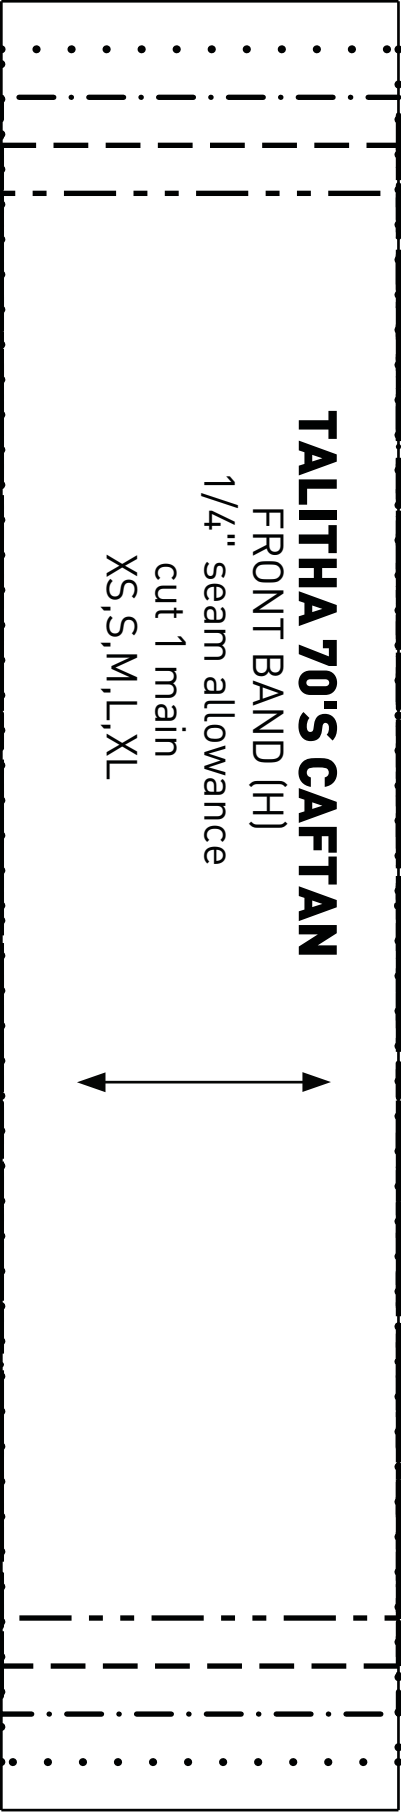 TALITHA 70'S CAFTAN
FRONT BAND (H)
1/4" seam allowance
cut 1 main
XS,S,M,L,XL